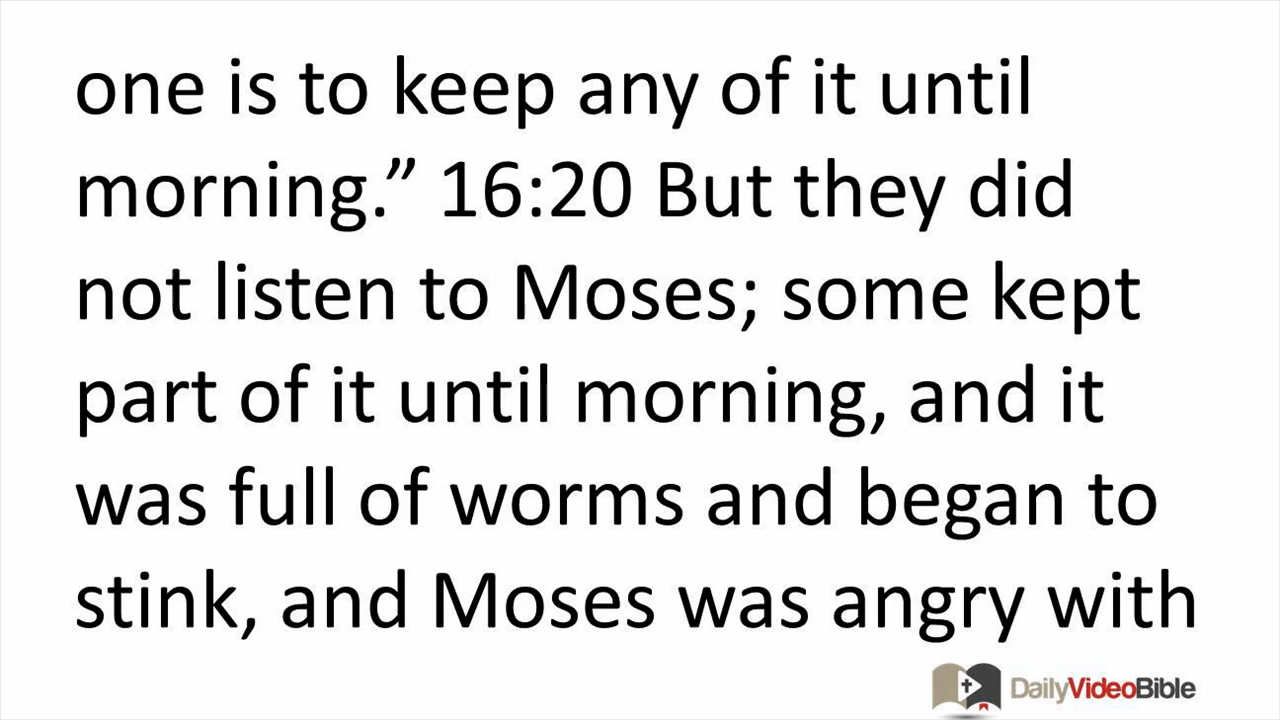 one is to keep any of it until
morning.” 16:20 But they did
not listen to Moses; some kept
part of it until morning, and it
was full of worms and began to
stink, and Moses was angry with
DailyVideoBible